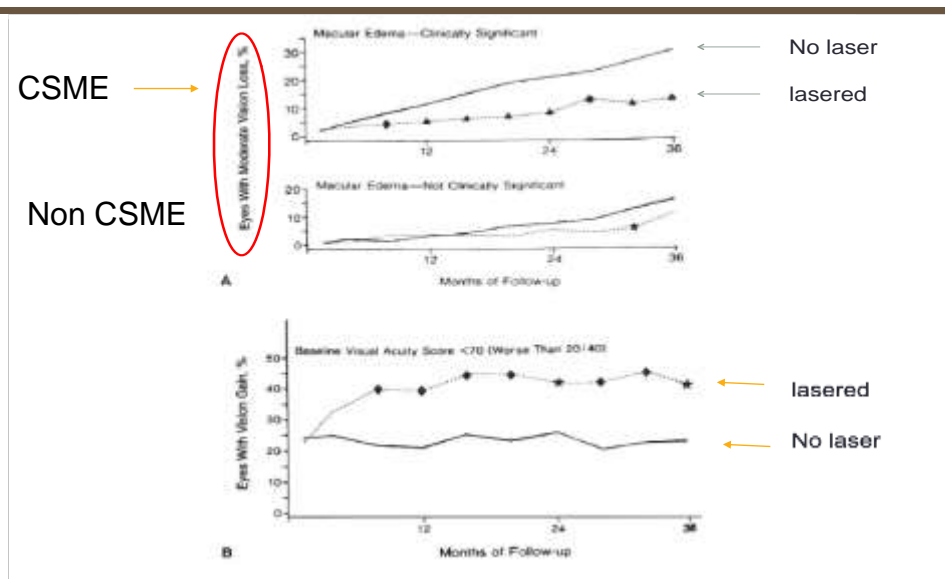 Macular Edema—Clinically Significant
No laser
CSME
lasered
Eyes With Moderate Vision Loss, %
30
20
10
0
12
24
36
Macular Edema—Not Clinically Significant
Non CSME
20
10
0
12
24
36
A
Months of Follow-up
Baseline Visual Acuity Score <70 (Worse Than 20/40)
Eyes With Vision Gain, %
50
40
30
20
10
0
lasered
No laser
12
24
36
B
Months of Follow-up